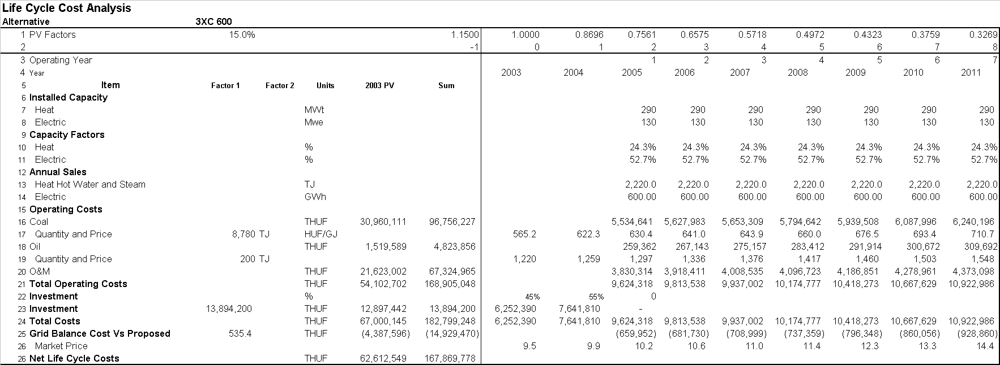 Life Cycle Cost Analysis
Alternative 3XC 600
1 PV Factors 15.0% 1.1500 1.0000 0.8696 0.7561 0.6575 0.5718 0.4972 0.4323 0.3759 0.3269
2 -1 0 1 2 3 4 5 6 7 8
3 Operating Year 1 2 3 4 5 6 7
4 Year 2003 2004 2005 2006 2007 2008 2009 2010 2011
5 Item Factor 1 Factor 2 Units 2003 PV Sum
6 Installed Capacity
7 Heat MWt 290 290 290 290 290 290 290
8 Electric Mwe 130 130 130 130 130 130 130
9 Capacity Factors
10 Heat % 24.3% 24.3% 24.3% 24.3% 24.3% 24.3% 24.3%
11 Electric % 52.7% 52.7% 52.7% 52.7% 52.7% 52.7% 52.7%
12 Annual Sales
13 Heat Hot Water and Steam TJ 2,220.0 2,220.0 2,220.0 2,220.0 2,220.0 2,220.0 2,220.0
14 Electric GWh 600.00 600.00 600.00 600.00 600.00 600.00 600.00
15 Operating Costs
16 Coal THUF 30,960,111 96,756,227 5,534,641 5,627,983 5,653,309 5,794,642 5,939,508 6,087,996 6,240,196
17 Quantity and Price 8,780 TJ HUF/GJ 565.2 622.3 630.4 641.0 643.9 660.0 676.5 693.4 710.7
18 Oil THUF 1,519,589 4,823,856 259,362 267,143 275,157 283,412 291,914 300,672 309,692
19 Quantity and Price 200 TJ 1,220 1,259 1,297 1,336 1,376 1,417 1,460 1,503 1,548
20 O&M THUF 21,623,002 67,324,965 3,830,314 3,918,411 4,008,535 4,096,723 4,186,851 4,278,961 4,373,098
21 Total Operating Costs THUF 54,102,702 168,905,048 9,624,318 9,813,538 9,937,002 10,174,777 10,418,273 10,667,629 10,922,986
22 Investment % 45% 55% 0
23 Investment 13,894,200 THUF 12,897,442 13,894,200 6,252,390 7,641,810 -
24 Total Costs THUF 67,000,145 182,799,248 6,252,390 7,641,810 9,624,318 9,813,538 9,937,002 10,174,777 10,418,273 10,667,629 10,922,986
25 Grid Balance Cost Vs Proposed 535.4 THUF (4,387,596) (14,929,470) (659,952) (681,730) (708,999) (737,359) (796,348) (860,056) (928,860)
26 Market Price 9.5 9.9 10.2 10.6 11.0 11.4 12.3 13.3 14.4
26 Net Life Cycle Costs THUF 62,612,549 167,869,778